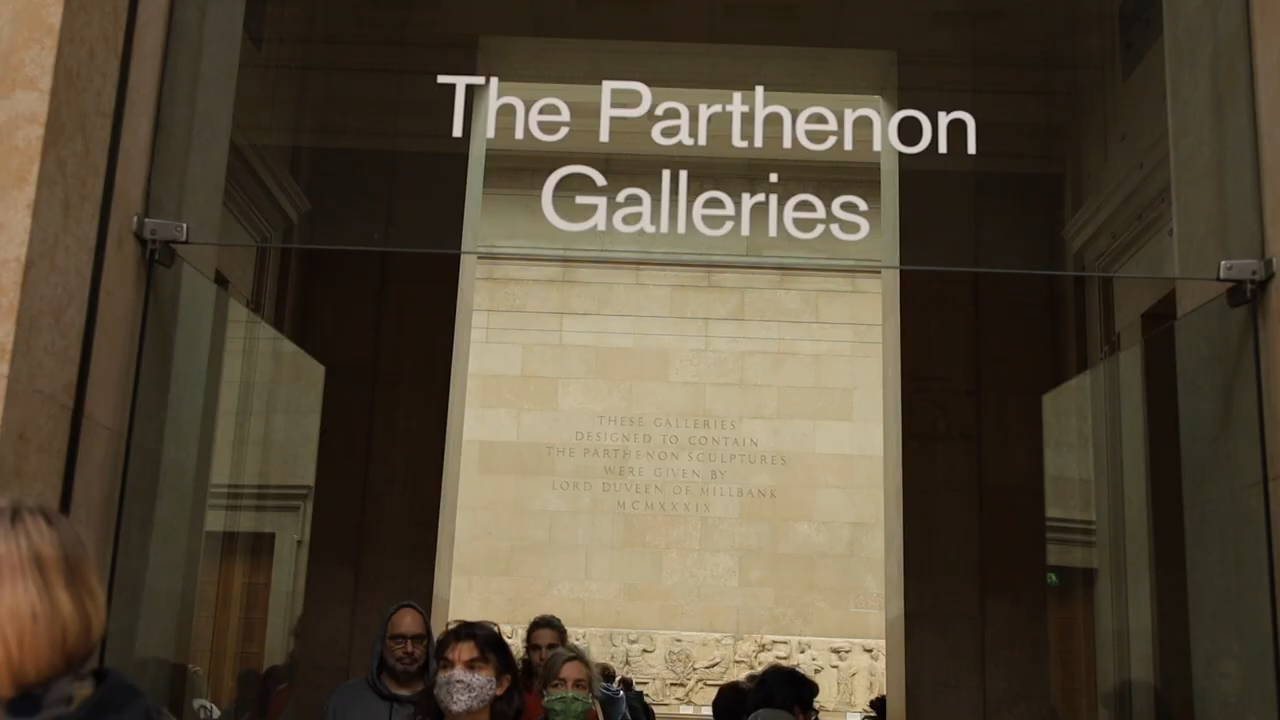 The Parthenon
Galleries
THESE GALLERIES
DESIGNED TO CONTAIN
THE PARTHENON SCULPTURES
WERE GIVEN BY
LORD DUVEEN OF MILLBANK
MCMXXXIX